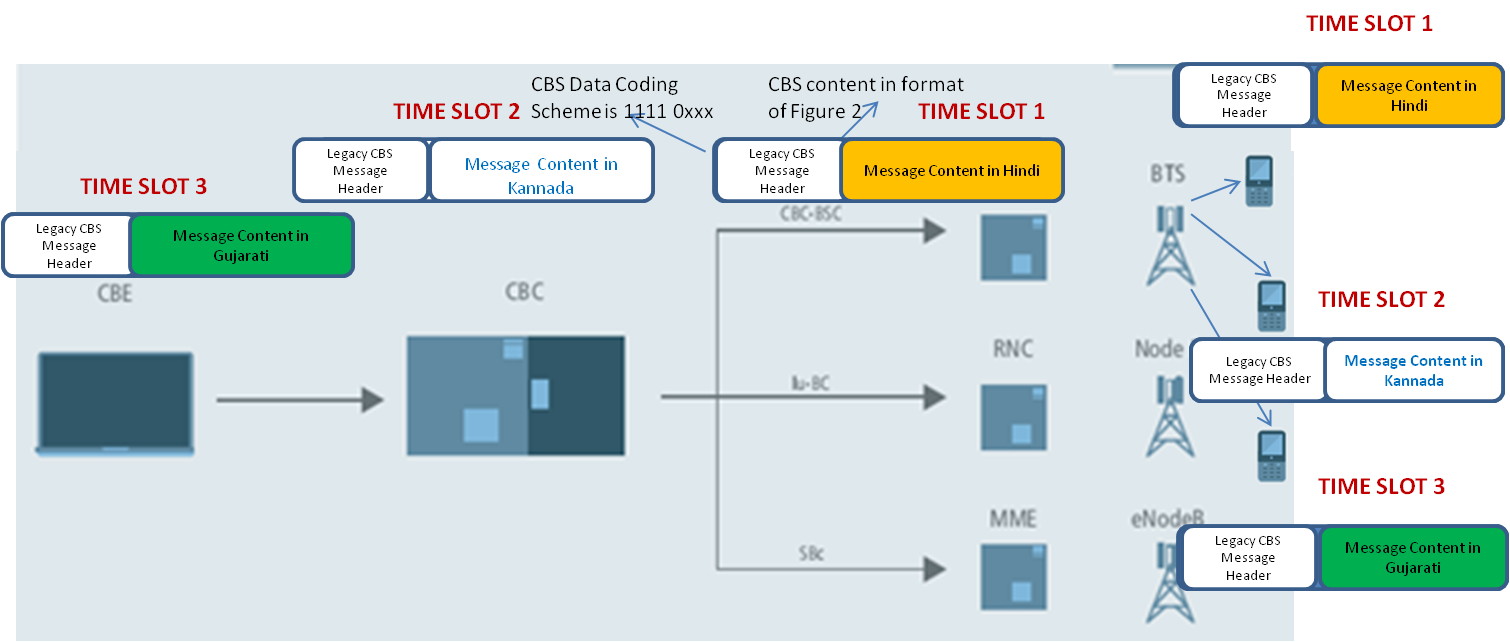 TIME SLOT 1
Legacy CBS
Message
Header
Message Content in
Hindi
CBS Data Coding
Scheme is 1111 0xxx
CBS content in format
of Figure 2
TIME SLOT 2
TIME SLOT 1
Legacy CBS
Message
Header
Message Content in
Kannada
Legacy CBS
Message
Header
Message Content in Hindi
TIME SLOT 3
Legacy CBS
Message
Header
Message Content in
Gujarati
BTS
CBC-BSC
CBE
CBC
TIME SLOT 2
RNC
Node
Legacy CBS
Message Header
Message Content in
Kannada
Iu-BC
TIME SLOT 3
MME
eNodeB
Legacy CBS
Message
Header
Message Content in
Gujarati
SBc